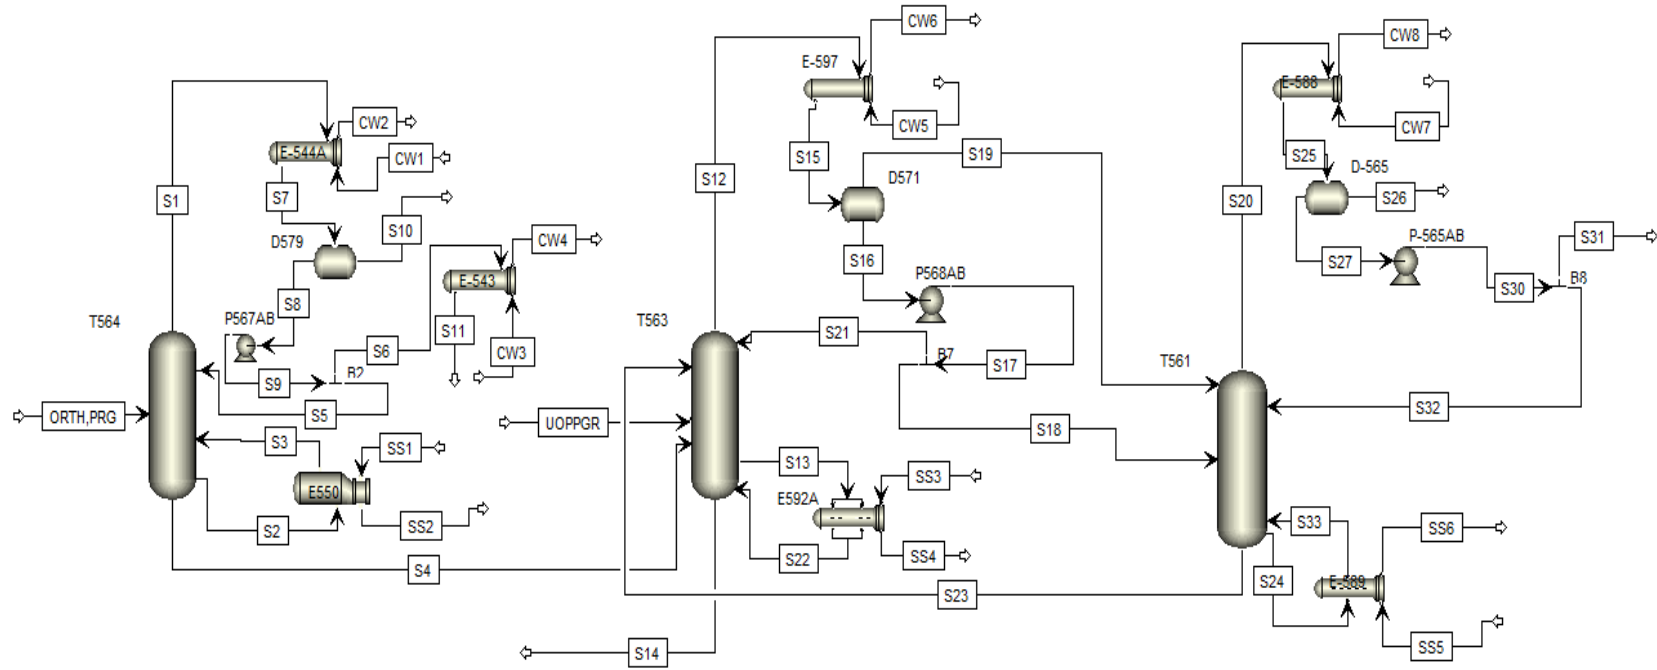 CW6
CW8
E-597
E-588
CW2
E-544A
CW1
CW5
CW7
S15
S19
S25
S12
D571
D-565
S1
S7
S26
S20
S10
D579
CW4
S31
P-565AB
S16
S27
E-543
P568AB
S30
B8
S8
P567AB
S11
T564
T563
S21
S6
CW3
B7
S17
T561
B2
S9
S5
S32
ORTH,PRG
UOPPGR
S18
S3
SS1
S13
SS3
E550
E592A
SS2
S33
SS6
S2
S22
SS4
S4
S24
E-589
S23
SS5
S14